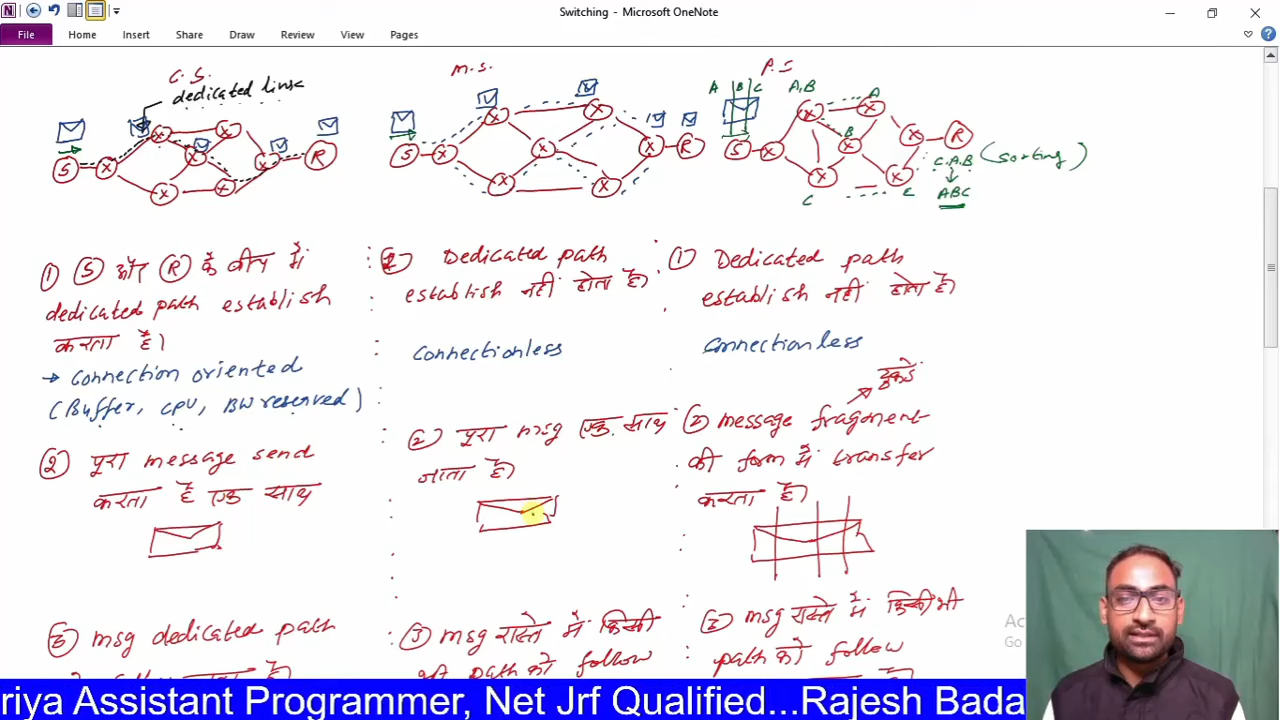 Switching - Microsoft OneNote
File Home Insert Share Draw Review View Pages
C. S.
dedicated link
S X X X X X X X R
m. s.
S X X X X X X X R
P. S
A B C A,B A
S X X X X X X X R
B
C E
C.A.B (sorting)
ABC
① Ⓢ और Ⓡ के बीच में
dedicated path establish
करता है।
→ Connection oriented
(Buffer, CPU, BW reserved)
② पूरा message send
करता है एक साथ
③ msg dedicated path
① Dedicated path
establish नही होता है।
Connectionless
② पूरा msg एक साथ
जाता है।
③ msg रास्ते में किसी
भी path को follow
① Dedicated path
establish नही होता है।
Connectionless
टुकडे
② message fragment
की form में transfer
करता है।
② msg रास्ते में किसी भी
path को follow
Go
riya Assistant Programmer, Net Jrf Qualified...Rajesh Bada